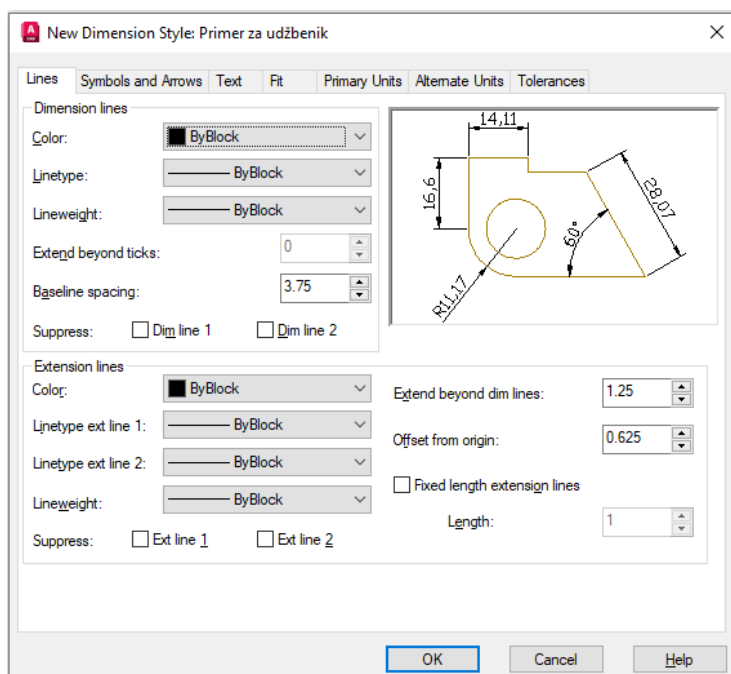 New Dimension Style: Primer za udžbenik
Lines Symbols and Arrows Text Fit Primary Units Alternate Units Tolerances
Dimension lines
Color: ByBlock
Linetype: ByBlock
Lineweight: ByBlock
Extend beyond ticks: 0
Baseline spacing: 3.75
Suppress: Dim line 1 Dim line 2
14,11
16,6
28,07
60°
R11,17
Extension lines
Color: ByBlock
Linetype ext line 1: ByBlock
Linetype ext line 2: ByBlock
Lineweight: ByBlock
Suppress: Ext line 1 Ext line 2
Extend beyond dim lines: 1.25
Offset from origin: 0.625
Fixed length extension lines
Length: 1
OK Cancel Help